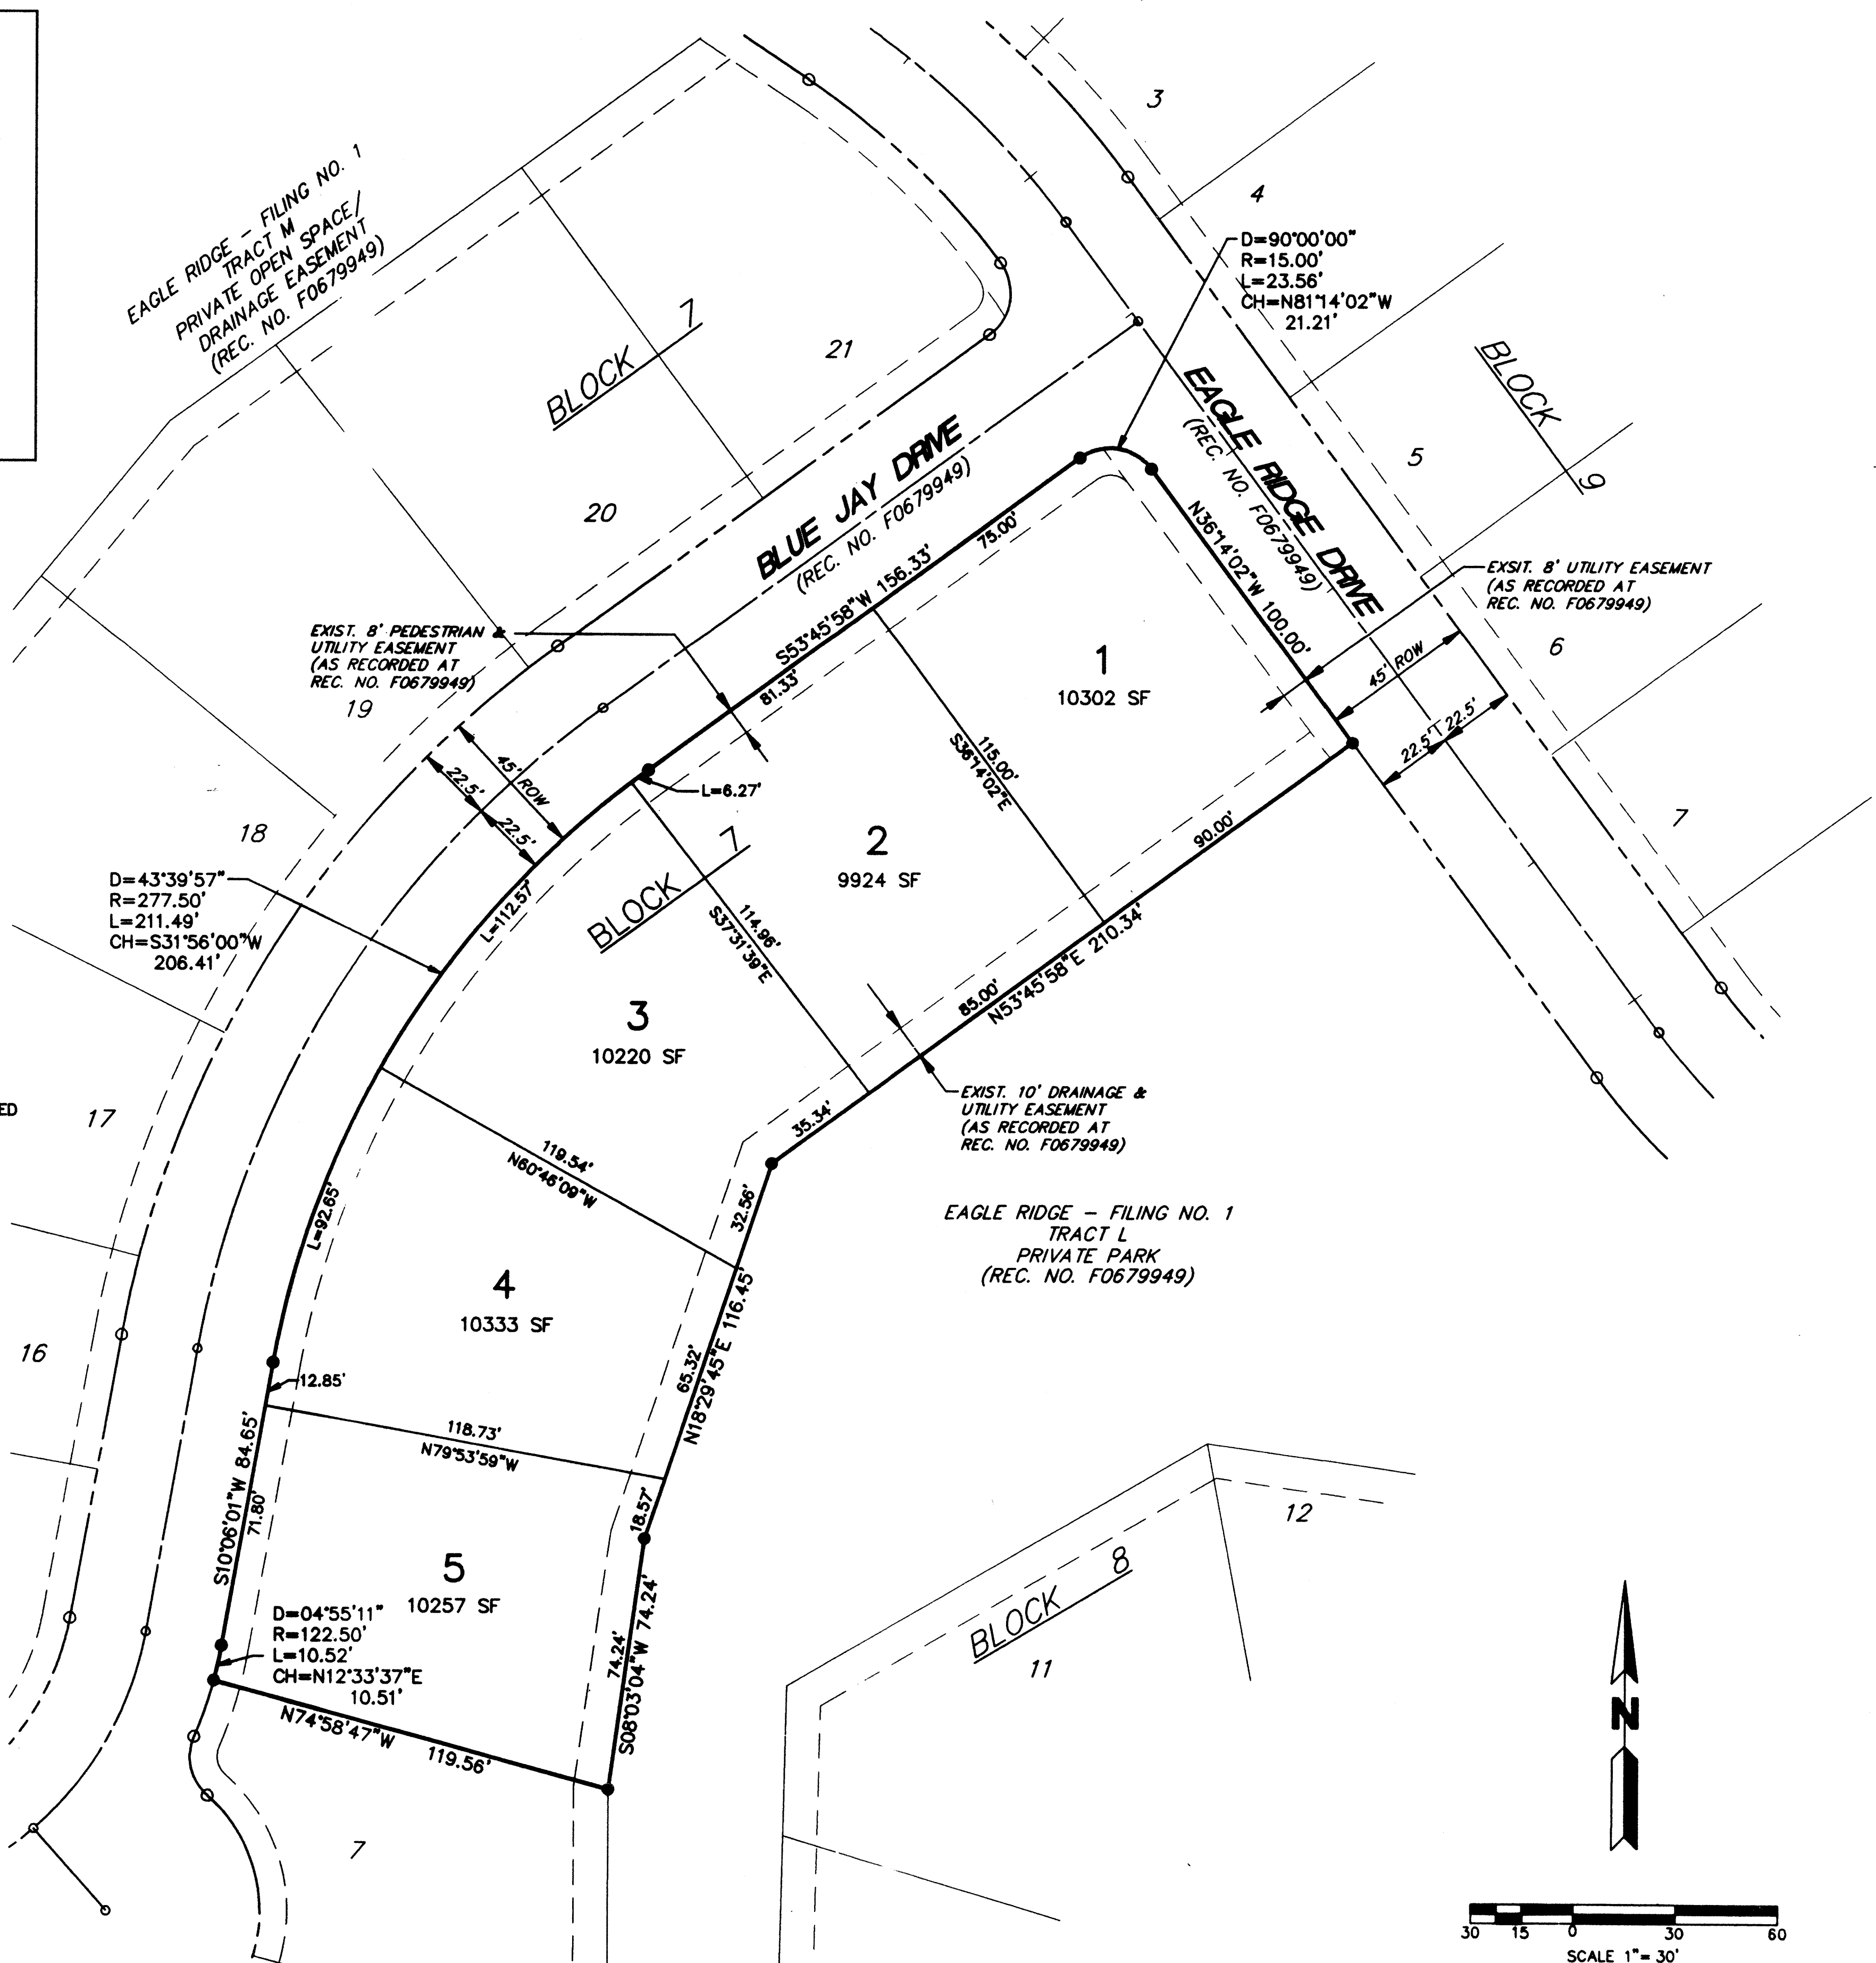 EAGLE RIDGE - FILING NO. 1
TRACT M
PRIVATE OPEN SPACE/
DRAINAGE EASEMENT
(REC. NO. F0679949)
3
4
D=90°00'00"
R=15.00'
L=23.56'
CH=N81°14'02"W
21.21'
BLOCK 7
21
20
19
18
17
16
BLUE JAY DRIVE
(REC. NO. F0679949)
EAGLE RIDGE DRIVE
(REC. NO. F0679949)
BLOCK 9
5
6
7
EXSIT. 8' UTILITY EASEMENT
(AS RECORDED AT
REC. NO. F0679949)
45' ROW
22.5'
22.5'
N36°14'02"W 100.00'
75.00'
S53°45'58"W 156.33'
81.33'
EXIST. 8' PEDESTRIAN &
UTILITY EASEMENT
(AS RECORDED AT
REC. NO. F0679949)
45' ROW
22.5'
22.5'
L=6.27'
1
10302 SF
115.00'
S36°14'02"E
90.00'
2
9924 SF
BLOCK 7
114.96'
S37°31'39"E
85.00'
N53°45'58"E 210.34'
D=43°39'57"
R=277.50'
L=211.49'
CH=S31°56'00"W
206.41'
L=112.57'
3
10220 SF
EXIST. 10' DRAINAGE &
UTILITY EASEMENT
(AS RECORDED AT
REC. NO. F0679949)
35.34'
ED
119.54'
N60°46'09"W
32.56'
L=92.65'
EAGLE RIDGE - FILING NO. 1
TRACT L
PRIVATE PARK
(REC. NO. F0679949)
4
10333 SF
65.32'
N18°29'45"E 116.45'
12.85'
118.73'
N79°53'59"W
18.57'
S10°06'01"W 84.65'
71.80'
5
10257 SF
D=04°55'11"
R=122.50'
L=10.52'
CH=N12°33'37"E
10.51'
74.24'
S08°03'04"W 74.24'
N74°58'47"W
119.56'
7
BLOCK 8
12
11
N
30 15 0 30 60
SCALE 1"= 30'